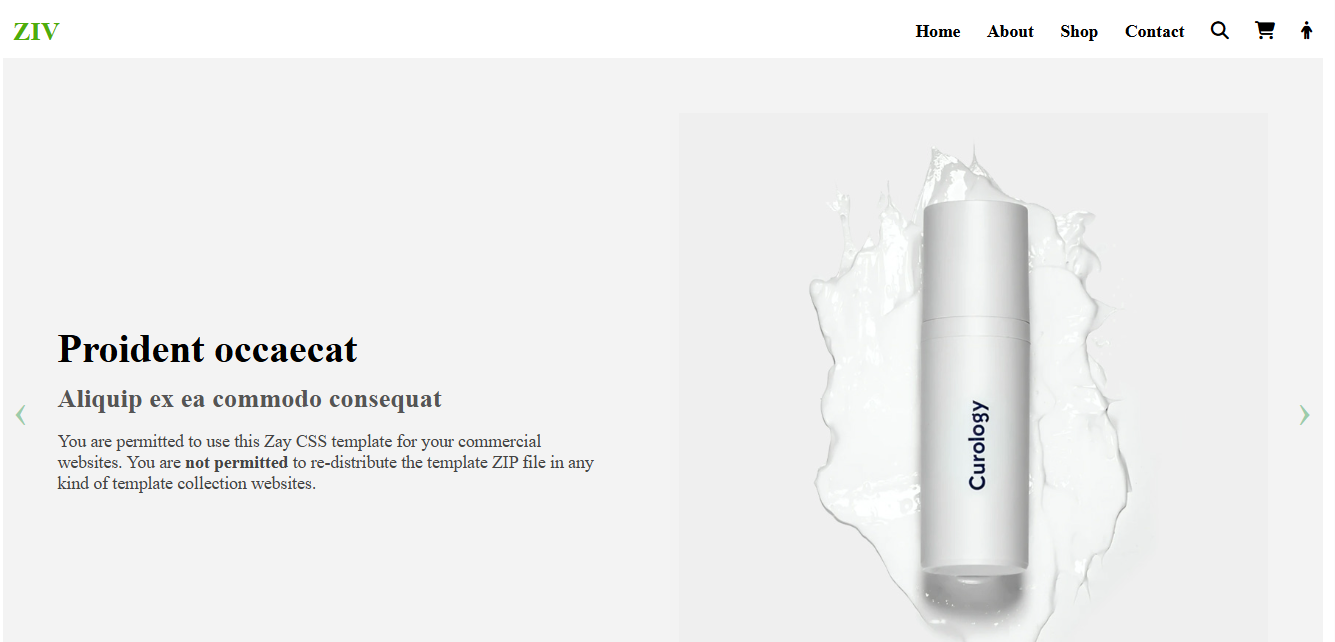 ZIV
Home About Shop Contact
Proident occaecat
Aliquip ex ea commodo consequat
You are permitted to use this Zay CSS template for your commercial
websites. You are not permitted to re-distribute the template ZIP file in any
kind of template collection websites.
Curology